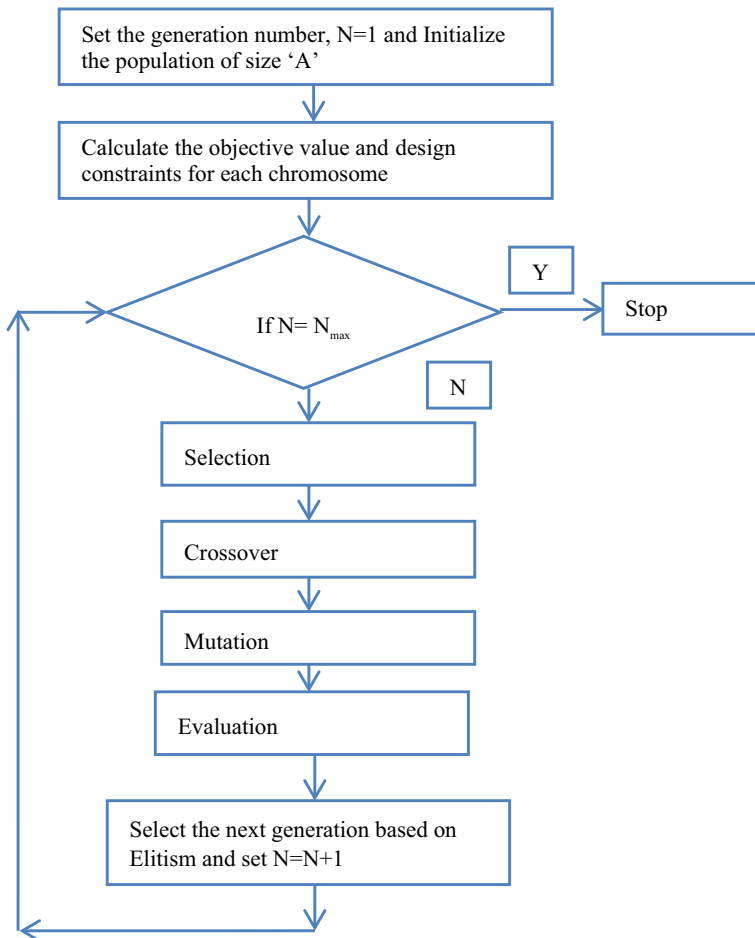 Set the generation number, N=1 and Initialize
the population of size ‘A’
Calculate the objective value and design
constraints for each chromosome
Y
Stop
If N= Nmax
N
Selection
Crossover
Mutation
Evaluation
Select the next generation based on
Elitism and set N=N+1